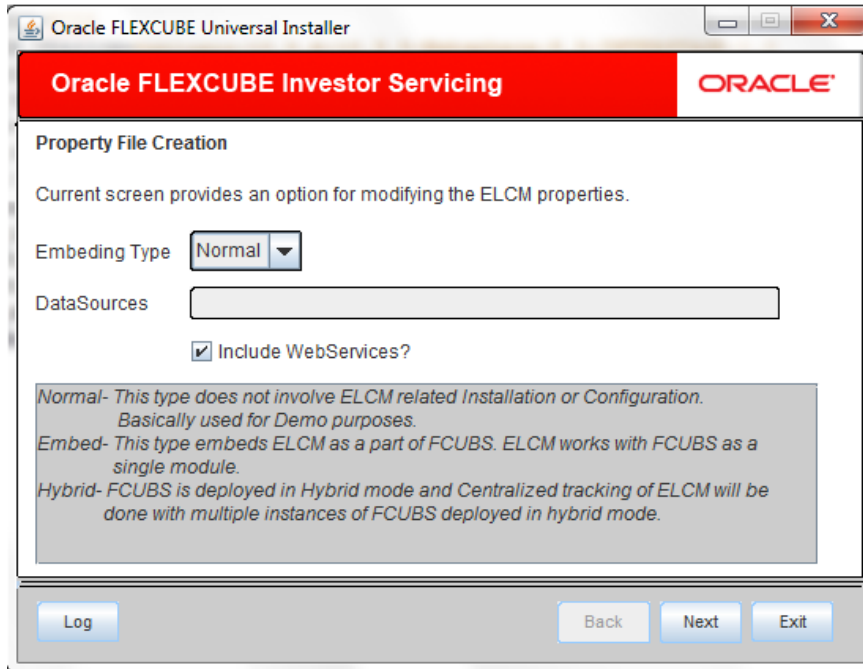 Oracle FLEXCUBE Universal Installer
Oracle FLEXCUBE Investor Servicing
ORACLE
Property File Creation
Current screen provides an option for modifying the ELCM properties.
Embeding Type Normal
DataSources
Include WebServices?
Normal- This type does not involve ELCM related Installation or Configuration.
Basically used for Demo purposes.
Embed- This type embeds ELCM as a part of FCUBS. ELCM works with FCUBS as a
single module.
Hybrid- FCUBS is deployed in Hybrid mode and Centralized tracking of ELCM will be
done with multiple instances of FCUBS deployed in hybrid mode.
Log Back Next Exit